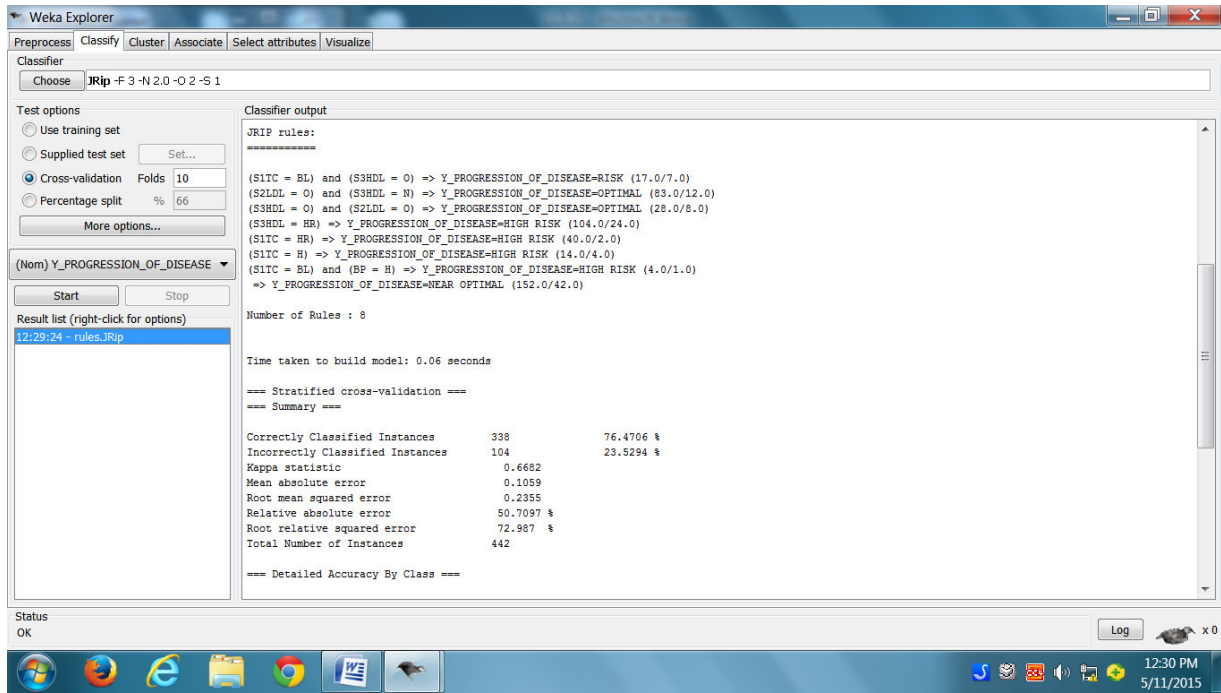 Weka Explorer
Preprocess Classify Cluster Associate Select attributes Visualize
Classifier
Choose JRip -F 3 -N 2.0 -O 2 -S 1
Test options
Use training set
Supplied test set Set...
Cross-validation Folds 10
Percentage split % 66
More options...
(Nom) Y_PROGRESSION_OF_DISEASE
Start Stop
Result list (right-click for options)
12:29:24 - rules.JRip
Classifier output
JRIP rules:
===========
(S1TC = BL) and (S3HDL = O) => Y_PROGRESSION_OF_DISEASE=RISK (17.0/7.0)
(S2LDL = O) and (S3HDL = N) => Y_PROGRESSION_OF_DISEASE=OPTIMAL (83.0/12.0)
(S3HDL = O) and (S2LDL = O) => Y_PROGRESSION_OF_DISEASE=OPTIMAL (28.0/8.0)
(S3HDL = HR) => Y_PROGRESSION_OF_DISEASE=HIGH RISK (104.0/24.0)
(S1TC = HR) => Y_PROGRESSION_OF_DISEASE=HIGH RISK (40.0/2.0)
(S1TC = H) => Y_PROGRESSION_OF_DISEASE=HIGH RISK (14.0/4.0)
(S1TC = BL) and (BP = H) => Y_PROGRESSION_OF_DISEASE=HIGH RISK (4.0/1.0)
=> Y_PROGRESSION_OF_DISEASE=NEAR OPTIMAL (152.0/42.0)
Number of Rules : 8
Time taken to build model: 0.06 seconds
=== Stratified cross-validation ===
=== Summary ===
Correctly Classified Instances 338 76.4706 %
Incorrectly Classified Instances 104 23.5294 %
Kappa statistic 0.6682
Mean absolute error 0.1059
Root mean squared error 0.2355
Relative absolute error 50.7097 %
Root relative squared error 72.987 %
Total Number of Instances 442
=== Detailed Accuracy By Class ===
Status
OK
Log x 0
12:30 PM
5/11/2015